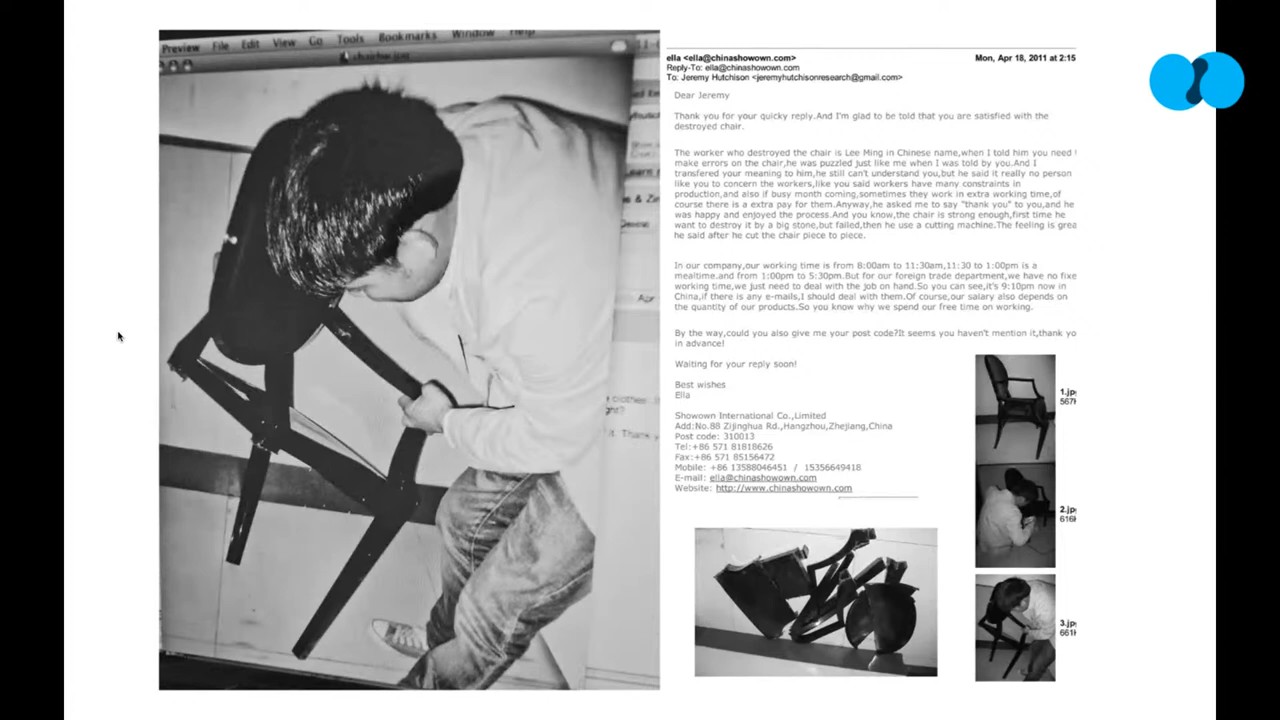 Preview File Edit View Go Tools Bookmarks Window Help
ella <ella@chinashowown.com>
Mon, Apr 18, 2011 at 2:15
Reply-To: ella@chinashowown.com
To: Jeremy Hutchison <jeremyhutchisonresearch@gmail.com>
Dear Jeremy
Thank you for your quicky reply.And I'm glad to be told that you are satisfied with the
destroyed chair.
The worker who destroyed the chair is Lee Ming in Chinese name,when I told him you need
make errors on the chair,he was puzzled just like me when I was told by you.And I
transfered your meaning to him,he still can't understand you,but he said it really no person
like you to concern the workers,like you said workers have many constraints in
production,and also if busy month coming,sometimes they work in extra working time,of
course there is a extra pay for them.Anyway,he asked me to say "thank you" to you,and he
was happy and enjoyed the process.And you know,the chair is strong enough,first time he
want to destroy it by a big stone,but failed,then he use a cutting machine.The feeling is grea
he said after he cut the chair piece to piece.
In our company,our working time is from 8:00am to 11:30am,11:30 to 1:00pm is a
mealtime.and from 1:00pm to 5:30pm.But for our foreign trade department,we have no fixe
working time,we just need to deal with the job on hand.So you can see,it's 9:10pm now in
China,if there is any e-mails,I should deal with them.Of course,our salary also depends on
the quantity of our products.So you know why we spend our free time on working.
By the way,could you also give me your post code?It seems you haven't mention it,thank yo
in advance!
Waiting for your reply soon!
Best wishes
Ella
Showown International Co.,Limited
Add:No.88 Zijinghua Rd.,Hangzhou,Zhejiang,China
Post code: 310013
Tel:+86 571 81818626
Fax:+86 571 85156472
Mobile: +86 13588046451 / 15356649418
E-mail: ella@chinashowown.com
Website: http://www.chinashowown.com
1.jp
567
2.jp
616
3.jp
661